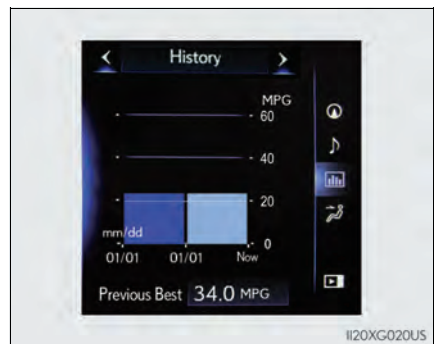 History
MPG
60
40
20
mm/dd
0
01/01 01/01 Now
Previous Best 34.0 MPG
II20XG020US